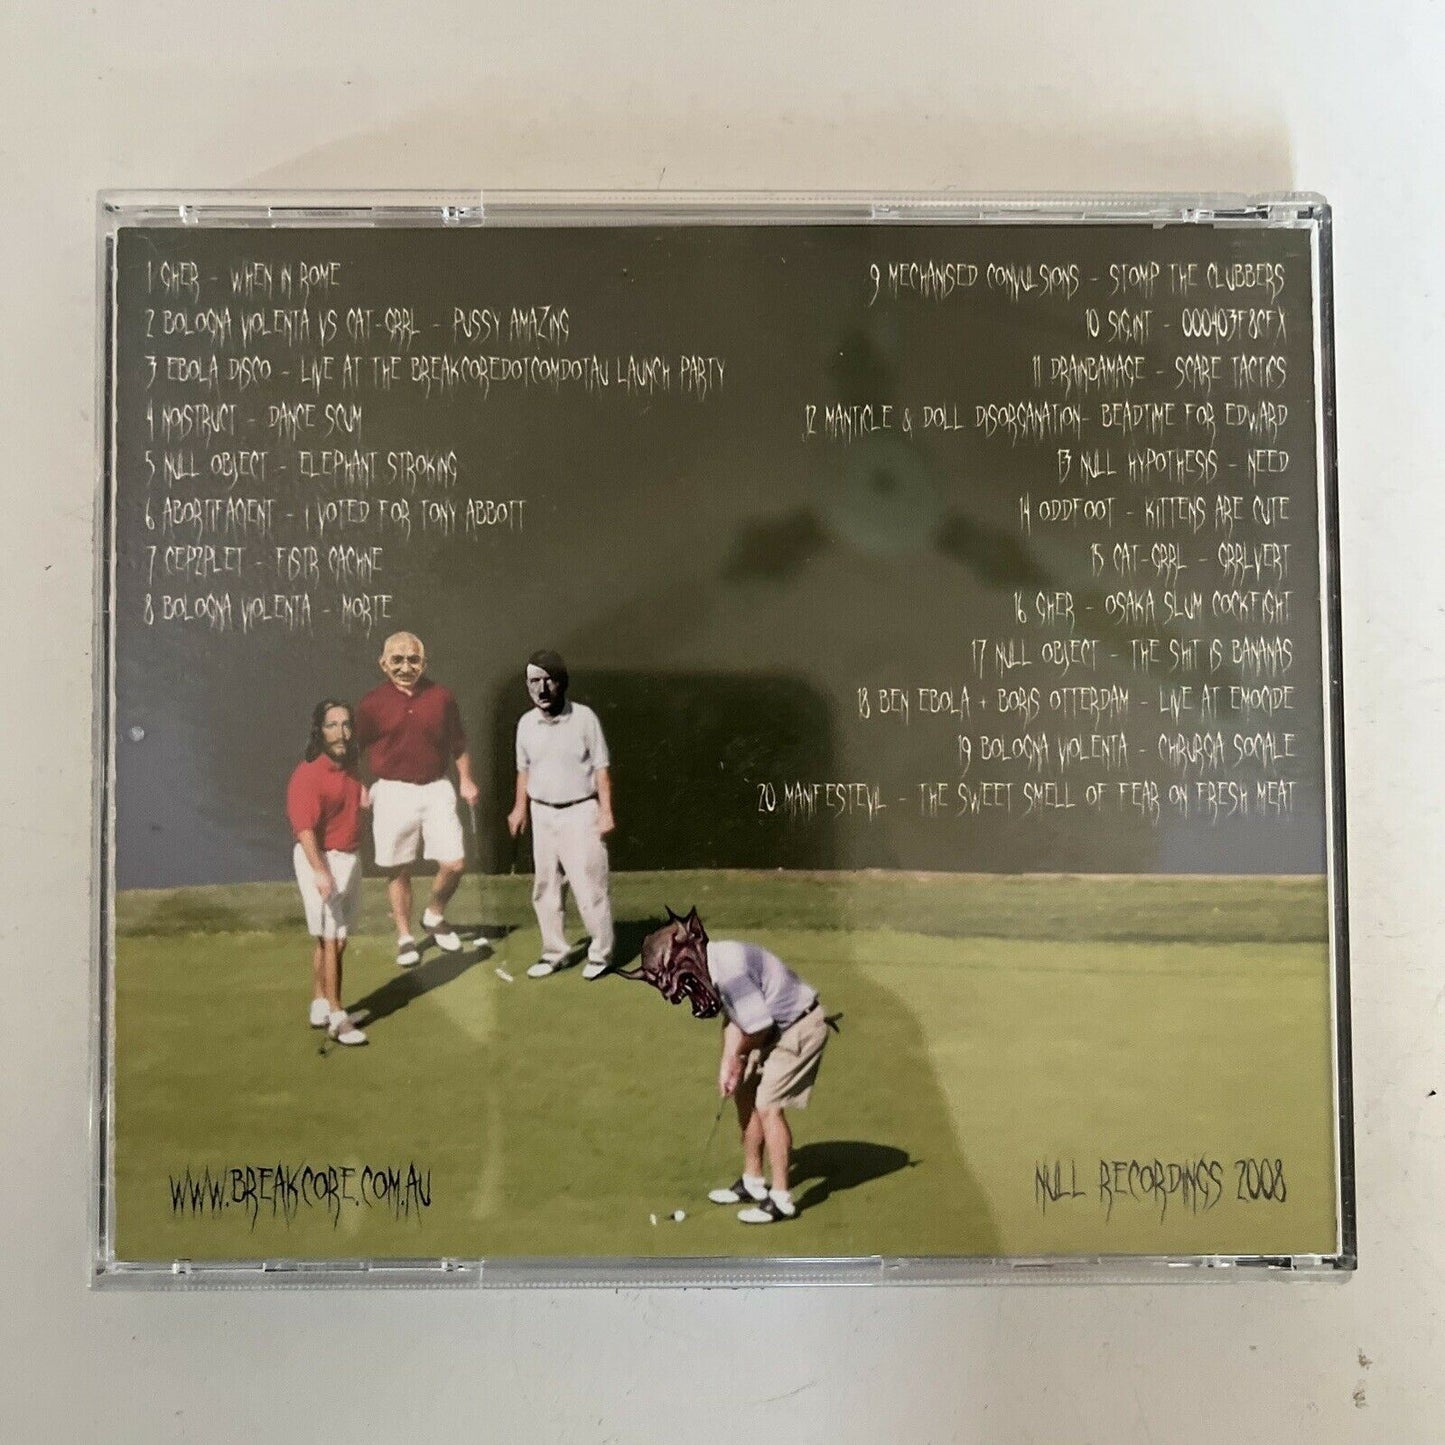 1 GHER - WHEN IN ROME
2 BOLOGNA VIOLENTA VS CAT-GRRL - PUSSY AMAZING
3 EBOLA DISCO - LIVE AT THE BREAKCOREDOTCOMDOTAU LAUNCH PARTY
4 NOISTRUCT - DANCE SCUM
5 NULL OBJECT - ELEPHANT STROKING
6 ABORTIFAGENT - I VOTED FOR TONY ABBOTT
7 CEPZPLET - FISTR CACHNE
8 BOLOGNA VIOLENTA - MORTE
9 MECHANISED CONVULSIONS - STOMP THE CLUBBERS
10 SIG.INT - 000403F8CFX
11 DRAINBAMAGE - SCARE TACTICS
12 MANTICLE & DOLL DISORGANATION- BEADTIME FOR EDWARD
13 NULL HYPOTHESIS - NEED
14 ODDFOOT - KITTENS ARE CUTE
15 CAT-GRRL - GRRLVERT
16 GHER - OSAKA SLUM COCKFIGHT
17 NULL OBJECT - THE SHIT IS BANANAS
18 BEN EBOLA + BORIS OTTERDAM - LIVE AT EMOCIDE
19 BOLOGNA VIOLENTA - CHIRURGIA SOCIALE
20 MANIFESTEVIL - THE SWEET SMELL OF FEAR ON FRESH MEAT
WWW.BREAKCORE.COM.AU
NULL RECORDINGS 2008